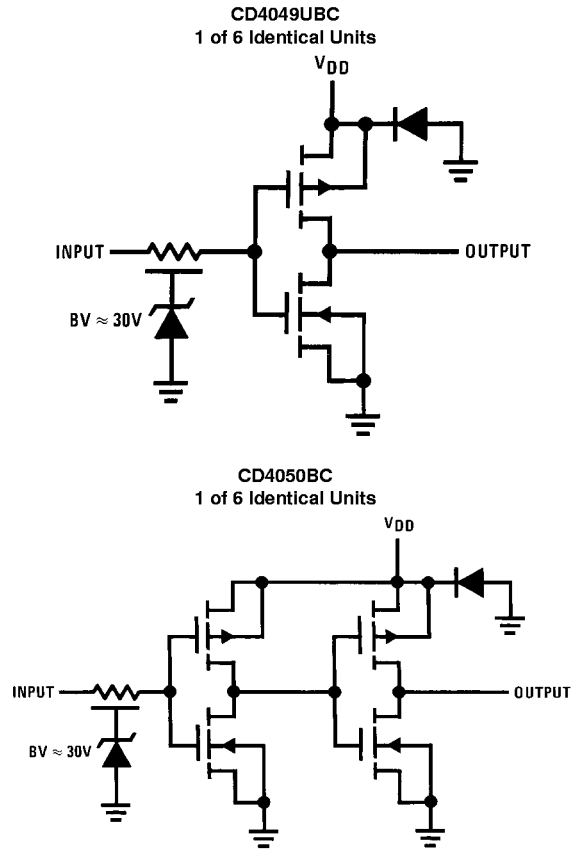 CD4049UBC
1 of 6 Identical Units
VDD
INPUT
OUTPUT
BV ≈ 30V
CD4050BC
1 of 6 Identical Units
VDD
INPUT
OUTPUT
BV ≈ 30V